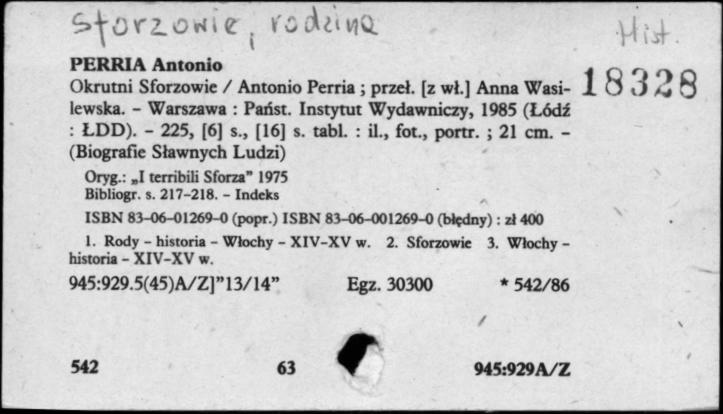 Sforzowie, rodzina
Hist.
18328
PERRIA Antonio
Okrutni Sforzowie / Antonio Perria ; przeł. [z wł.] Anna Wasi-
lewska. – Warszawa : Państ. Instytut Wydawniczy, 1985 (Łódź
: ŁDD). – 225, [6] s., [16] s. tabl. : il., fot., portr. ; 21 cm. –
(Biografie Sławnych Ludzi)
Oryg.: „I terribili Sforza” 1975
Bibliogr. s. 217–218. – Indeks
ISBN 83–06–01269–0 (popr.) ISBN 83–06–001269–0 (błędny) : zł 400
1. Rody – historia – Włochy – XIV–XV w. 2. Sforzowie 3. Włochy –
historia – XIV–XV w.
945:929.5(45)A/Z]”13/14” Egz. 30300 * 542/86
542 63 945:929A/Z